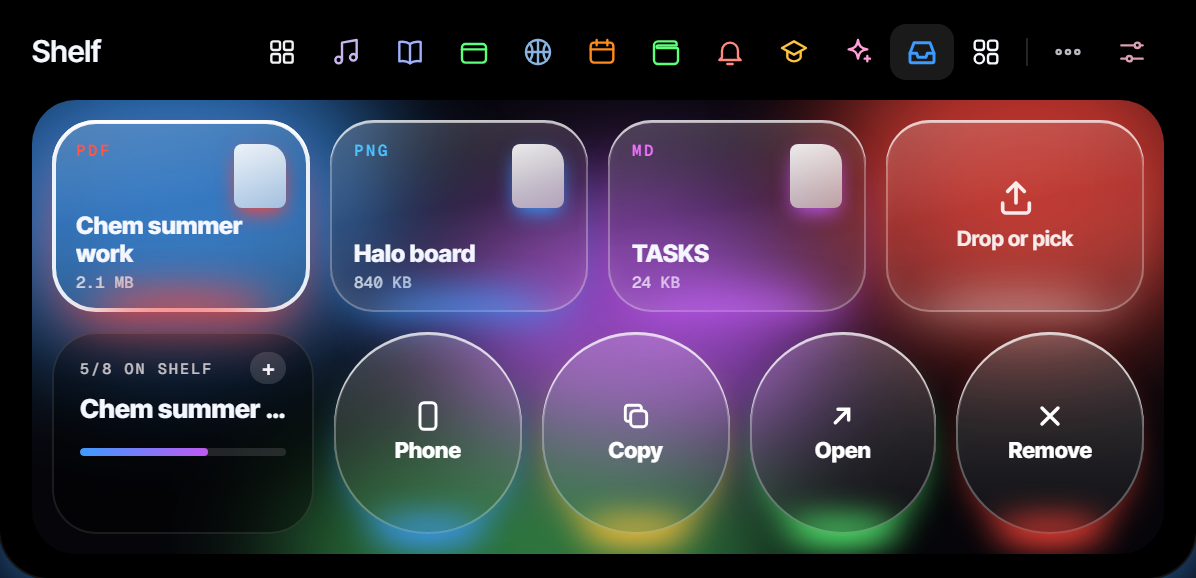 Shelf
PDF
Chem summer
work
2.1 MB
PNG
Halo board
840 KB
MD
TASKS
24 KB
Drop or pick
5/8 ON SHELF
+
Chem summer ...
Phone
Copy
Open
Remove